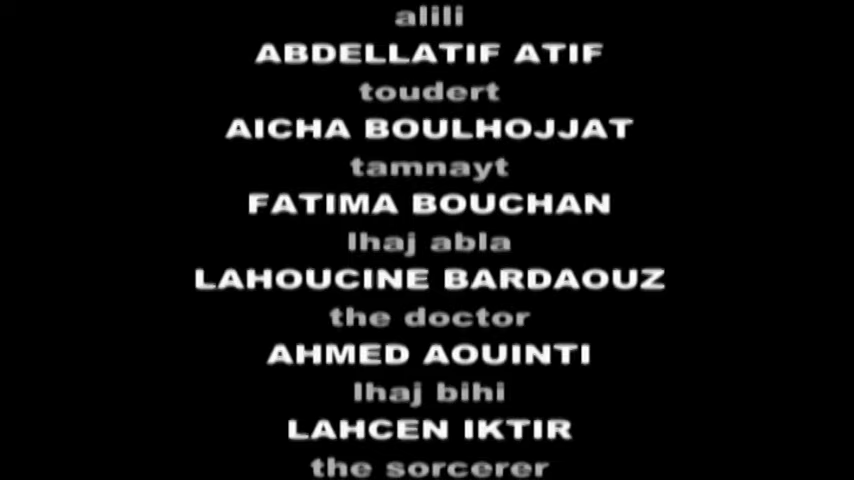 alili
ABDELLATIF ATIF
toudert
AICHA BOULHOJJAT
tamnayt
FATIMA BOUCHAN
lhaj abla
LAHOUCINE BARDAOUZ
the doctor
AHMED AOUINTI
lhaj bihi
LAHCEN IKTIR
the sorcerer